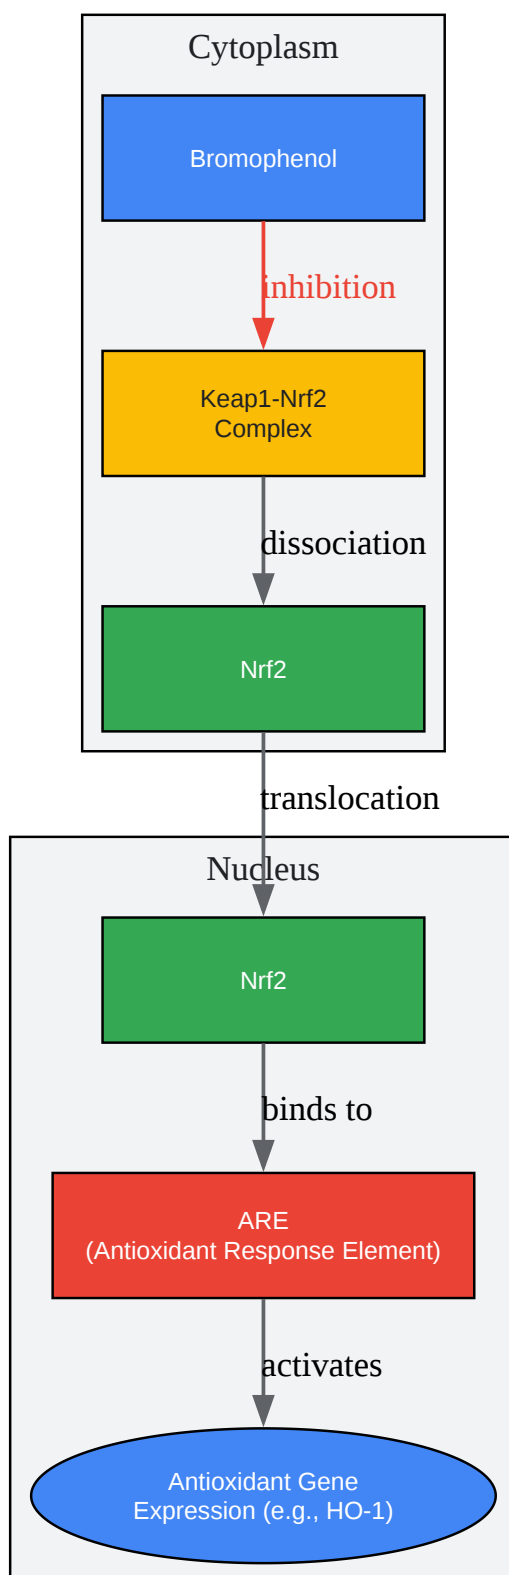 Cytoplasm
Bromophenol
inhibition
Keap1-Nrf2
Complex
dissociation
Nrf2
translocation
Nucleus
Nrf2
binds to
ARE
(Antioxidant Response Element)
activates
Antioxidant Gene
Expression (e.g., HO-1)